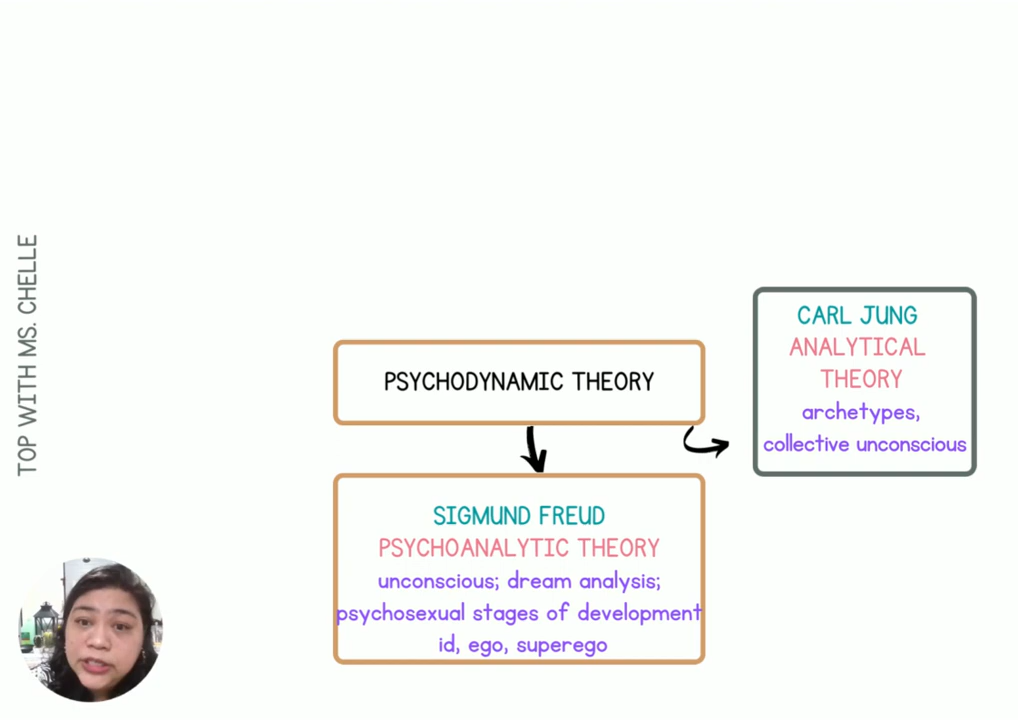 TOP WITH MS. CHELLE
PSYCHODYNAMIC THEORY
CARL JUNG
ANALYTICAL
THEORY
archetypes,
collective unconscious
SIGMUND FREUD
PSYCHOANALYTIC THEORY
unconscious; dream analysis;
psychosexual stages of development
id, ego, superego